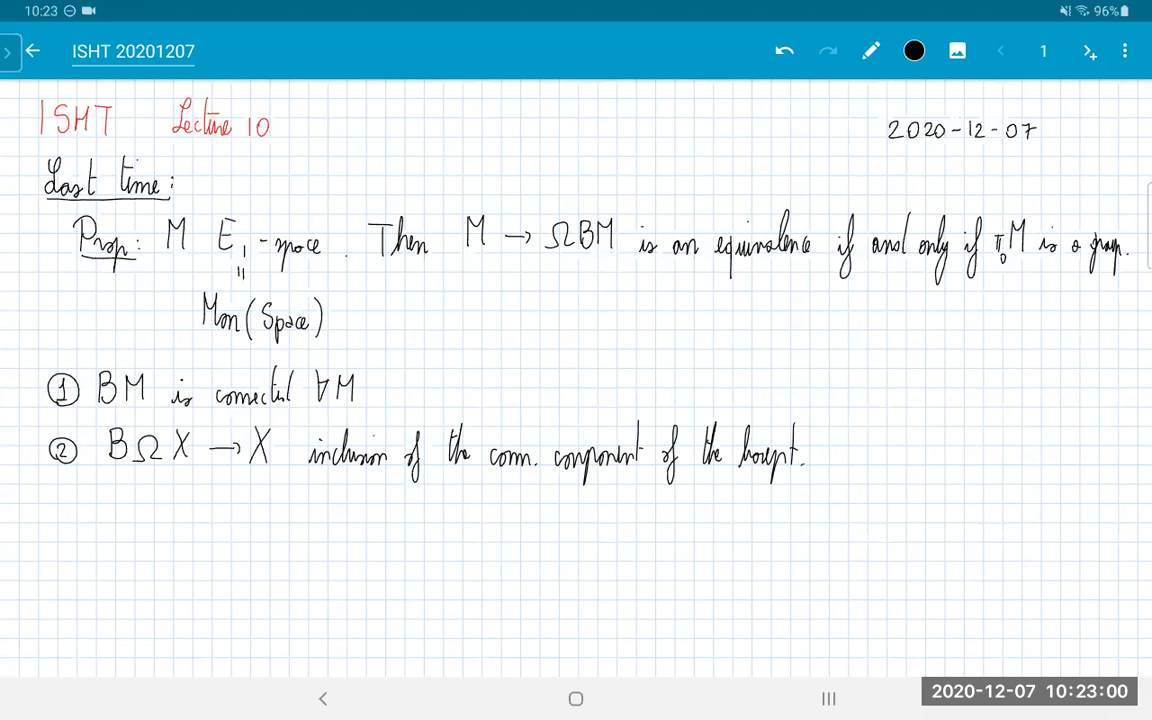 10:23 96%
ISHT 20201207 1
ISHT Lecture 10 2020-12-07
Last time:
Prop: M E₁-space. Then M → ΩBM is an equivalence if and only if π₀M is a group.
=
Mon(Space)
① BM is connected ∀M
② BΩX → X inclusion of the conn. component of the basept.
2020-12-07 10:23:00